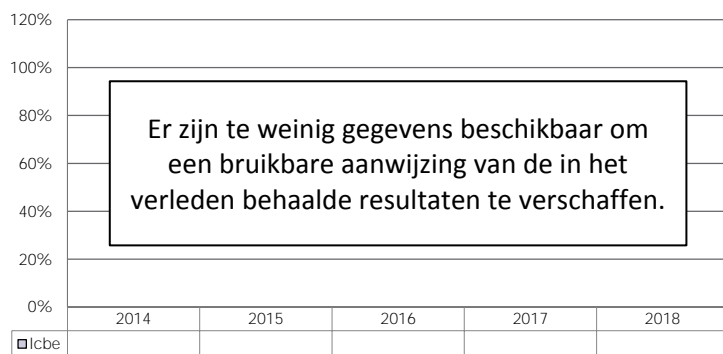 120%
100%
80%
60%
40%
20%
0%
Er zijn te weinig gegevens beschikbaar om
een bruikbare aanwijzing van de in het
verleden behaalde resultaten te verschaffen.
2014 2015 2016 2017 2018
Icbe